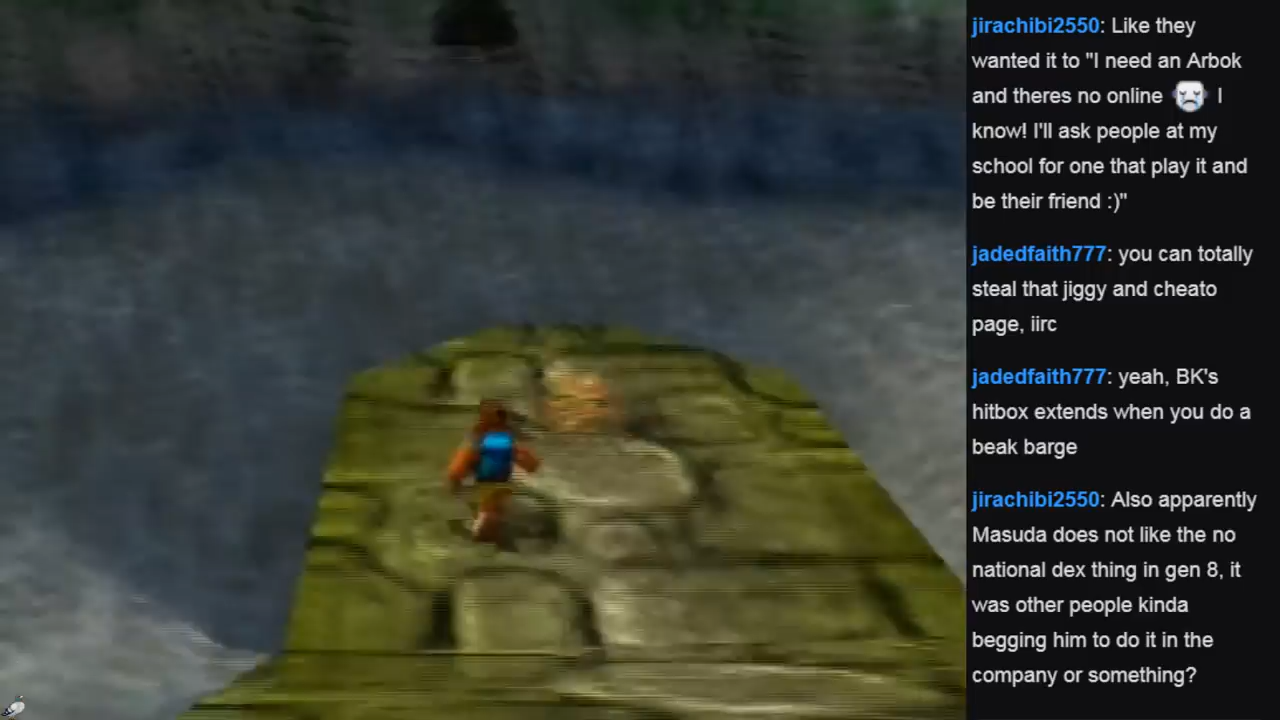 jirachibi2550: Like they
wanted it to "I need an Arbok
and theres no online 😭 I
know! I'll ask people at my
school for one that play it and
be their friend :)"
jadedfaith777: you can totally
steal that jiggy and cheato
page, iirc
jadedfaith777: yeah, BK's
hitbox extends when you do a
beak barge
jirachibi2550: Also apparently
Masuda does not like the no
national dex thing in gen 8, it
was other people kinda
begging him to do it in the
company or something?